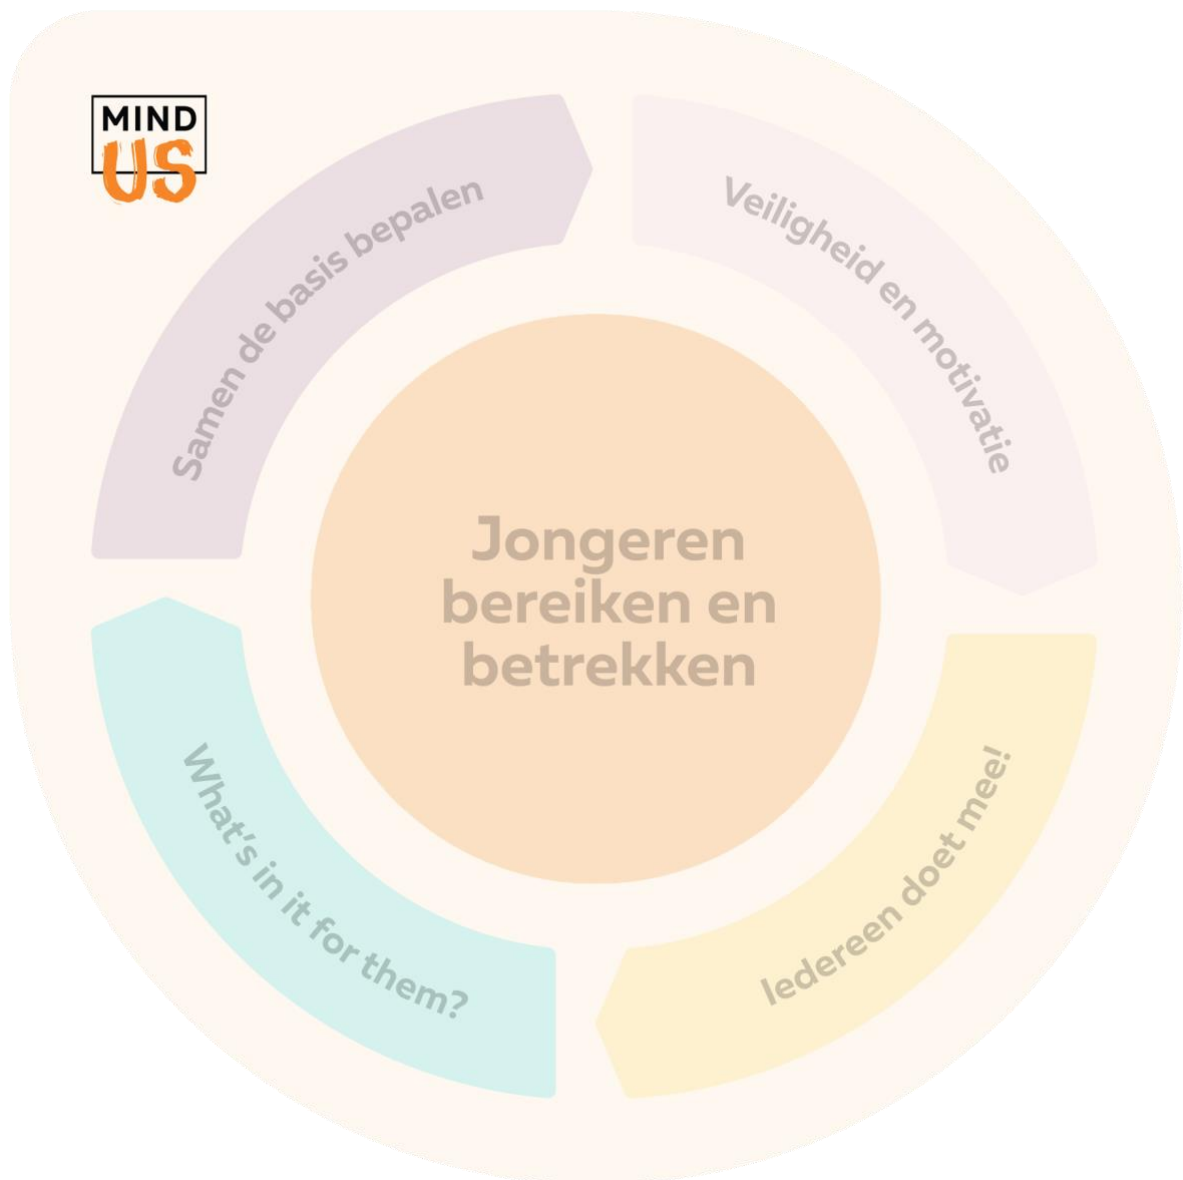 MIND
US
Samen de basis bepalen
Veiligheid en motivatie
Jongeren
bereiken en
betrekken
What's in it for them?
Iedereen doet mee!